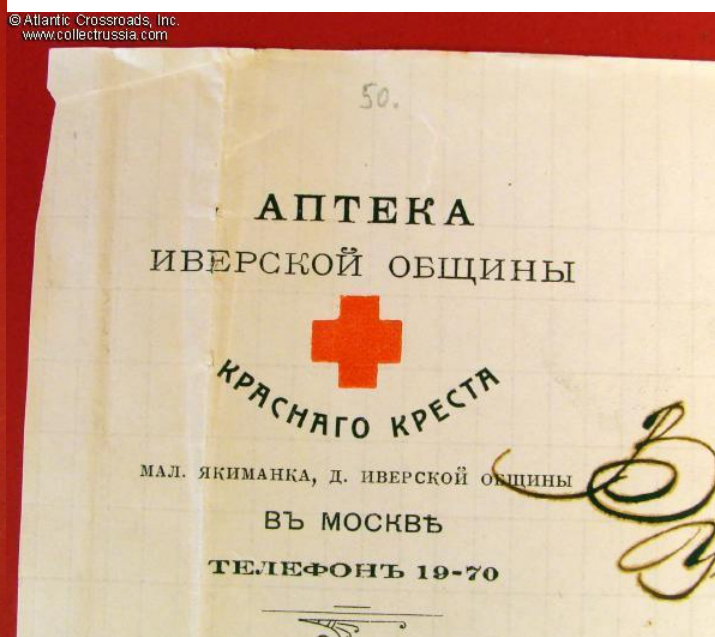 © Atlantic Crossroads, Inc.
www.collectrussia.com
50.
АПТЕКА
ИВЕРСКОЙ ОБЩИНЫ
КРАСНАГО КРЕСТА
МАЛ. ЯКИМАНКА, Д. ИВЕРСКОЙ ОБЩИНЫ
ВЪ МОСКВѢ
ТЕЛЕФОНЪ 19-70